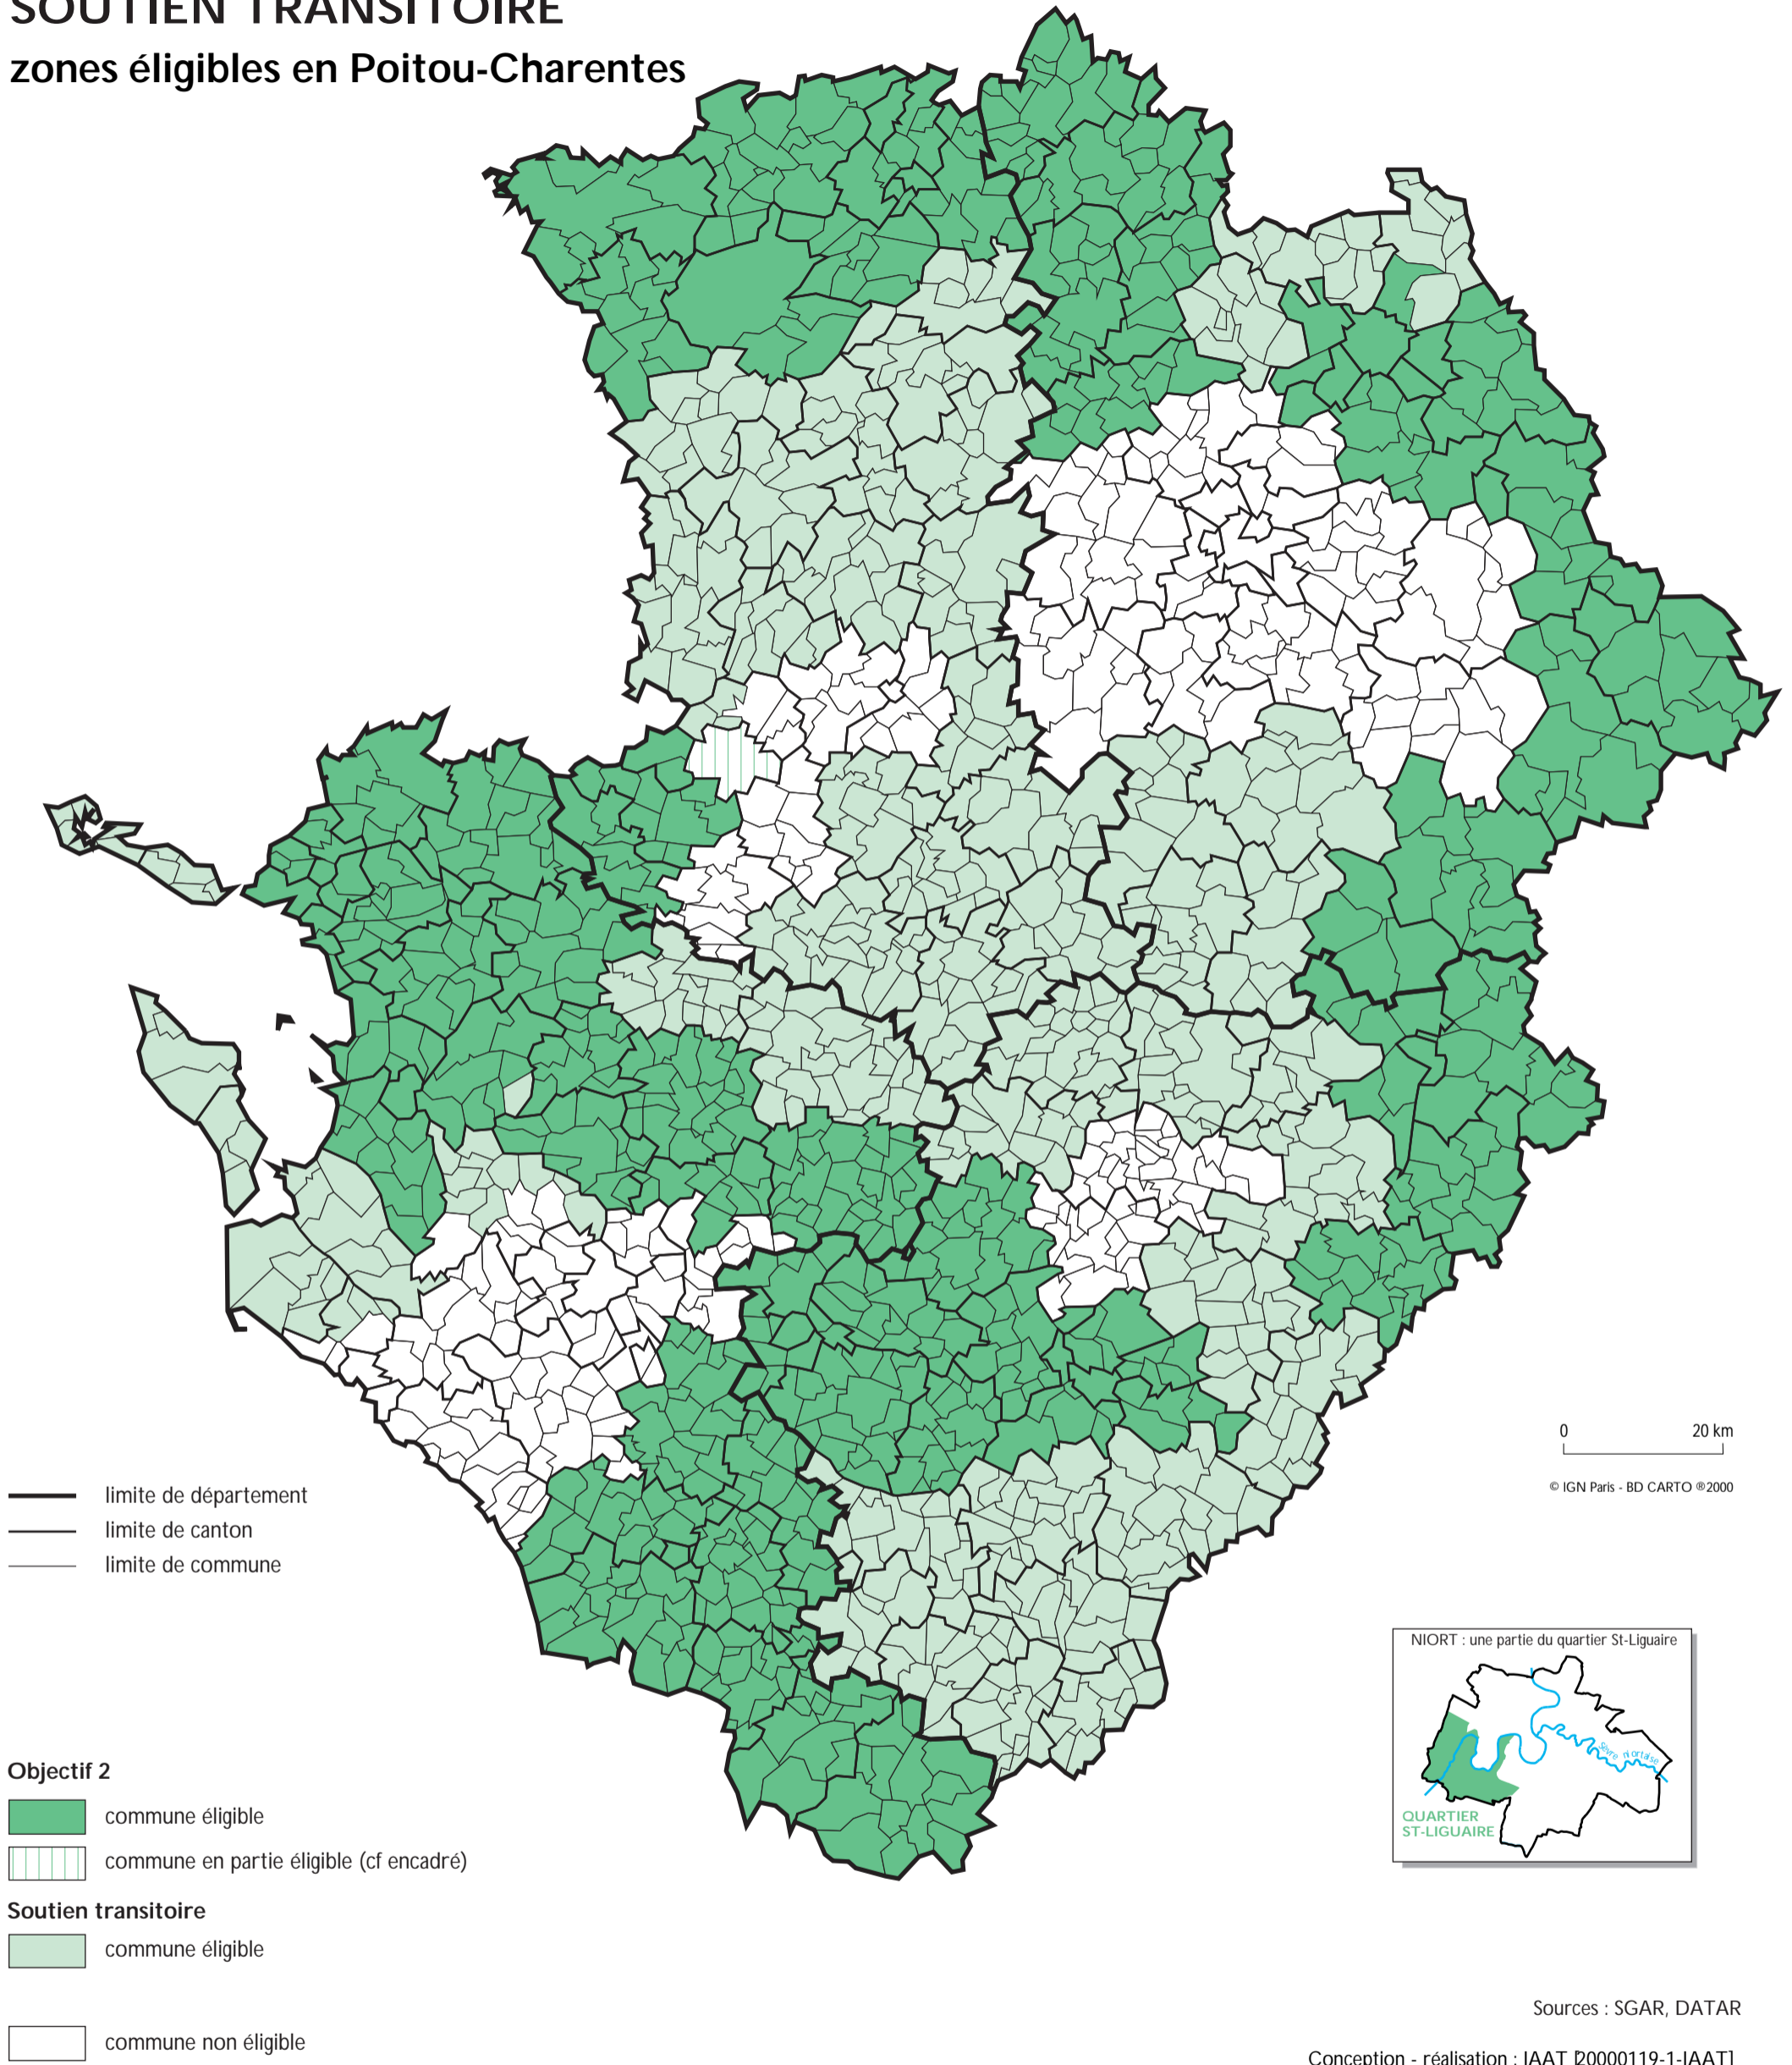 SOUTIEN TRANSITOIRE
zones éligibles en Poitou-Charentes
0 20 km
© IGN Paris - BD CARTO ®2000
limite de département
limite de canton
limite de commune
NIORT : une partie du quartier St-Liguaire
Sèvre niortaise
QUARTIER
ST-LIGUAIRE
Objectif 2
commune éligible
commune en partie éligible (cf encadré)
Soutien transitoire
commune éligible
commune non éligible
Sources : SGAR, DATAR
Conception - réalisation : IAAT [20000119-1-IAAT]